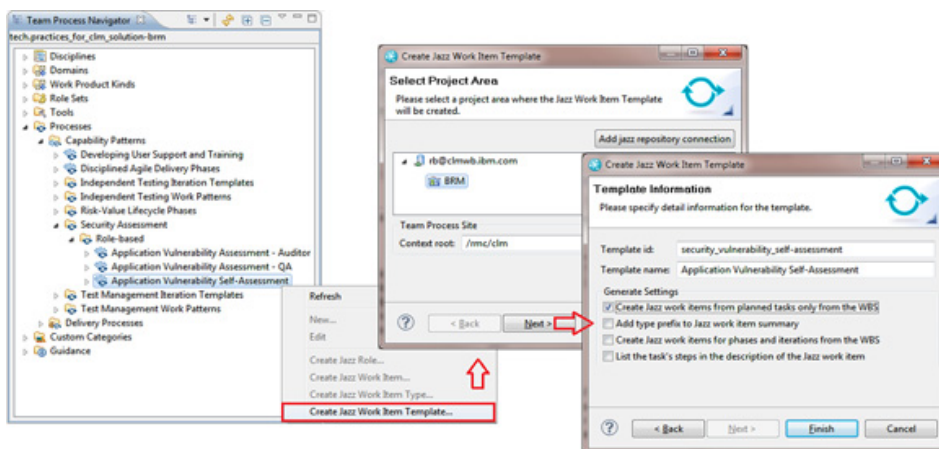 Team Process Navigator
tech.practices_for_clm_solution-brm
Disciplines
Domains
Work Product Kinds
Role Sets
Tools
Processes
Capability Patterns
Developing User Support and Training
Disciplined Agile Delivery Phases
Independent Testing Iteration Templates
Independent Testing Work Patterns
Risk-Value Lifecycle Phases
Security Assessment
Role-based
Application Vulnerability Assessment - Auditor
Application Vulnerability Assessment - QA
Application Vulnerability Self-Assessment
Test Management Iteration Templates
Test Management Work Patterns
Delivery Processes
Custom Categories
Guidance
Refresh
New...
Edit
Create Jazz Role...
Create Jazz Work Item...
Create Jazz Work Item Type...
Create Jazz Work Item Template...
Create Jazz Work Item Template
Select Project Area
Please select a project area where the Jazz Work Item Template
will be created.
Add jazz repository connection
rb@clmwb.ibm.com
BRM
Team Process Site
Context root: /rmc/clm
< Back
Next >
Create Jazz Work Item Template
Template Information
Please specify detail information for the template.
Template id: security_vulnerability_self-assessment
Template name: Application Vulnerability Self-Assessment
Generate Settings
Create Jazz work items from planned tasks only from the WBS
Add type prefix to Jazz work item summary
Create Jazz work items for phases and iterations from the WBS
List the task's steps in the description of the Jazz work item
< Back
Next >
Finish
Cancel